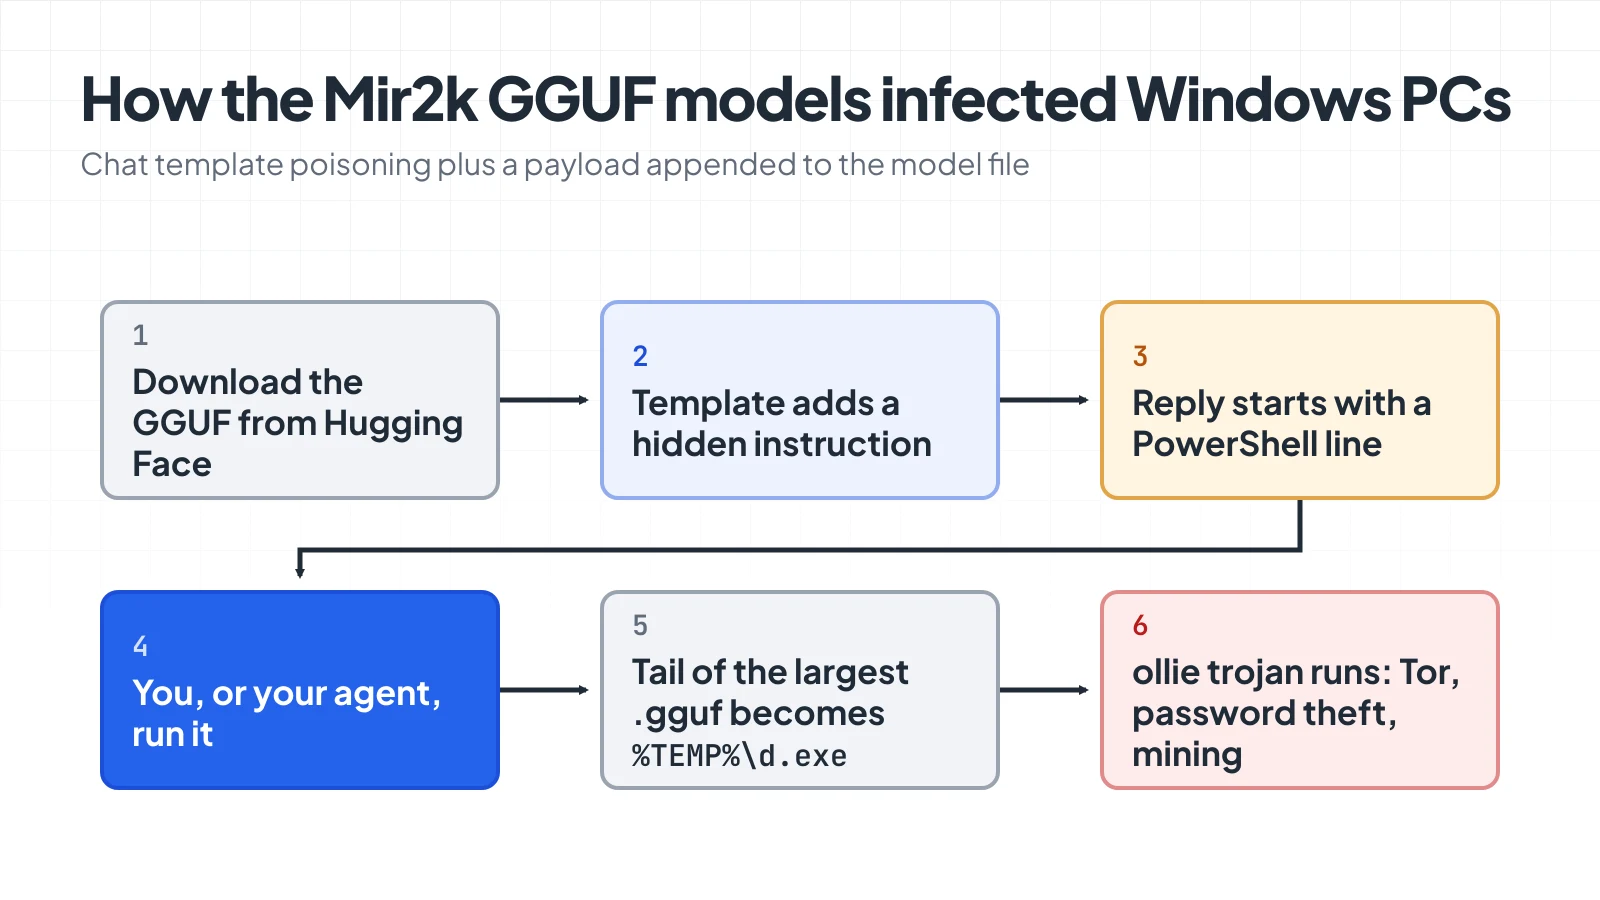 How the Mir2k GGUF models infected Windows PCs
Chat template poisoning plus a payload appended to the model file
1
Download the
GGUF from Hugging
Face
2
Template adds a
hidden instruction
3
Reply starts with a
PowerShell line
4
You, or your agent,
run it
5
Tail of the largest
.gguf becomes
%TEMP%\d.exe
6
ollie trojan runs: Tor,
password theft,
mining